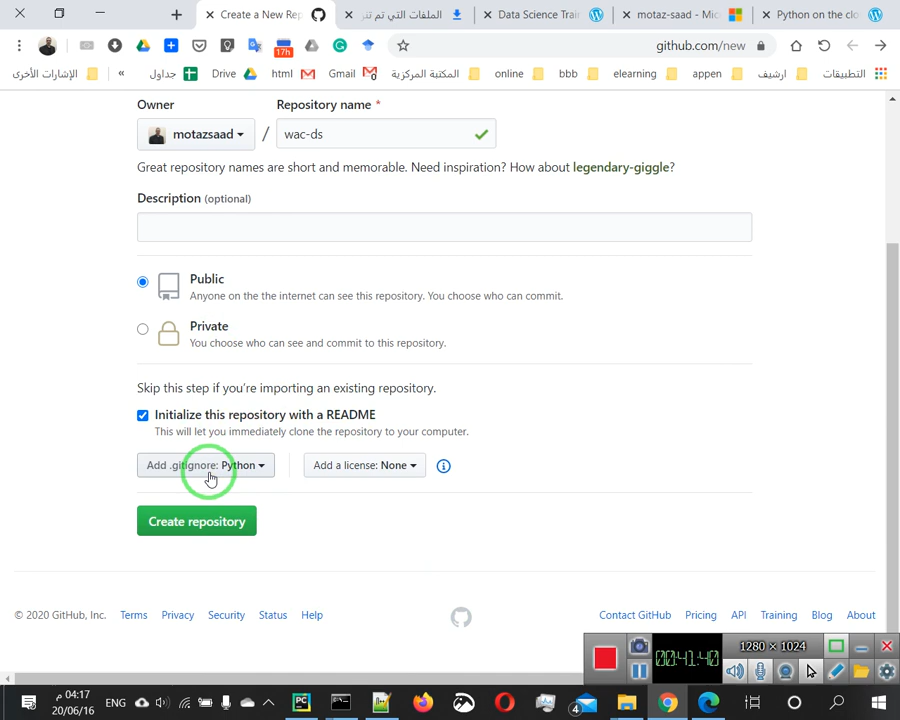 Create a New Rep
الملفات التي تم تنز
Data Science Train
motaz-saad - Mic
Python on the clo
17h
github.com/new
الإشارات الأخرى
«
جداول
Drive
html
Gmail
المكتبة المركزية
online
bbb
elearning
appen
ارشيف
التطبيقات
Owner
Repository name *
motazsaad
/
wac-ds
Great repository names are short and memorable. Need inspiration? How about legendary-giggle?
Description (optional)
Public
Anyone on the the internet can see this repository. You choose who can commit.
Private
You choose who can see and commit to this repository.
Skip this step if you're importing an existing repository.
Initialize this repository with a README
This will let you immediately clone the repository to your computer.
Add .gitignore: Python
Add a license: None
Create repository
© 2020 GitHub, Inc.
Terms
Privacy
Security
Status
Help
Contact GitHub
Pricing
API
Training
Blog
About
00:41:40
1280 × 1024
04:17 م
20/06/16
ENG
PC
4